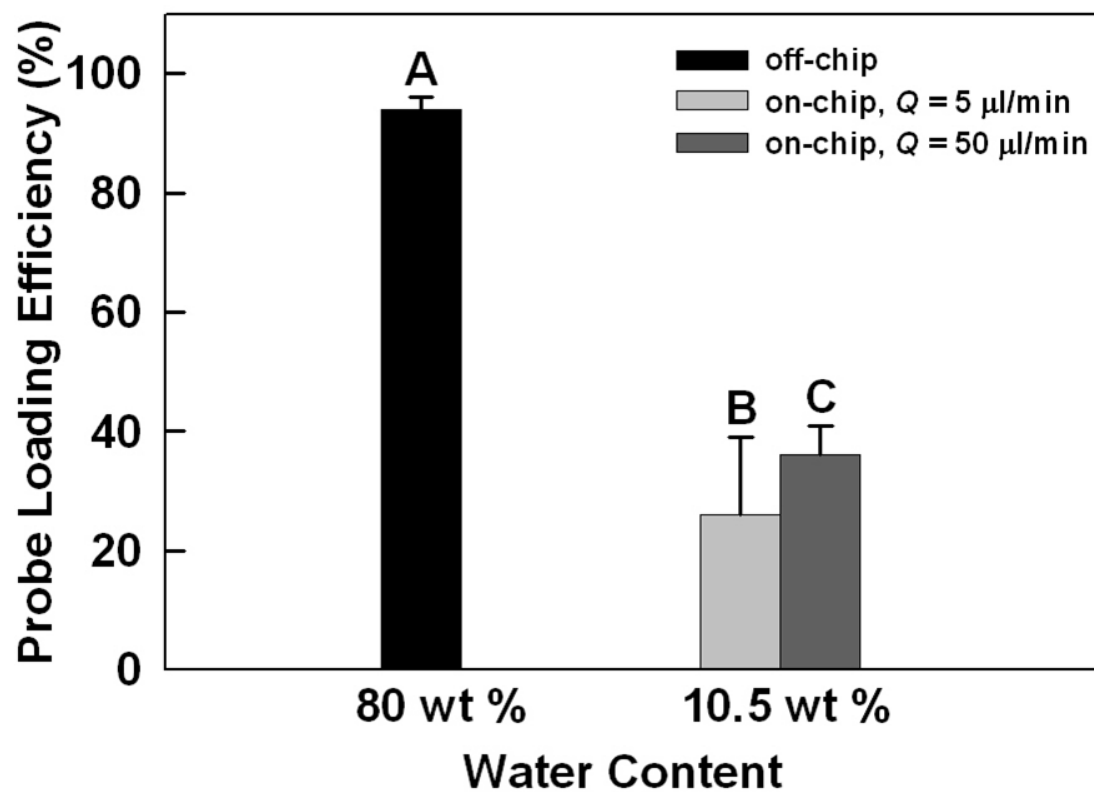 Probe Loading Efficiency (%)
100
80
60
40
20
0
A
B
C
off-chip
on-chip, Q = 5 μl/min
on-chip, Q = 50 μl/min
80 wt %
10.5 wt %
Water Content